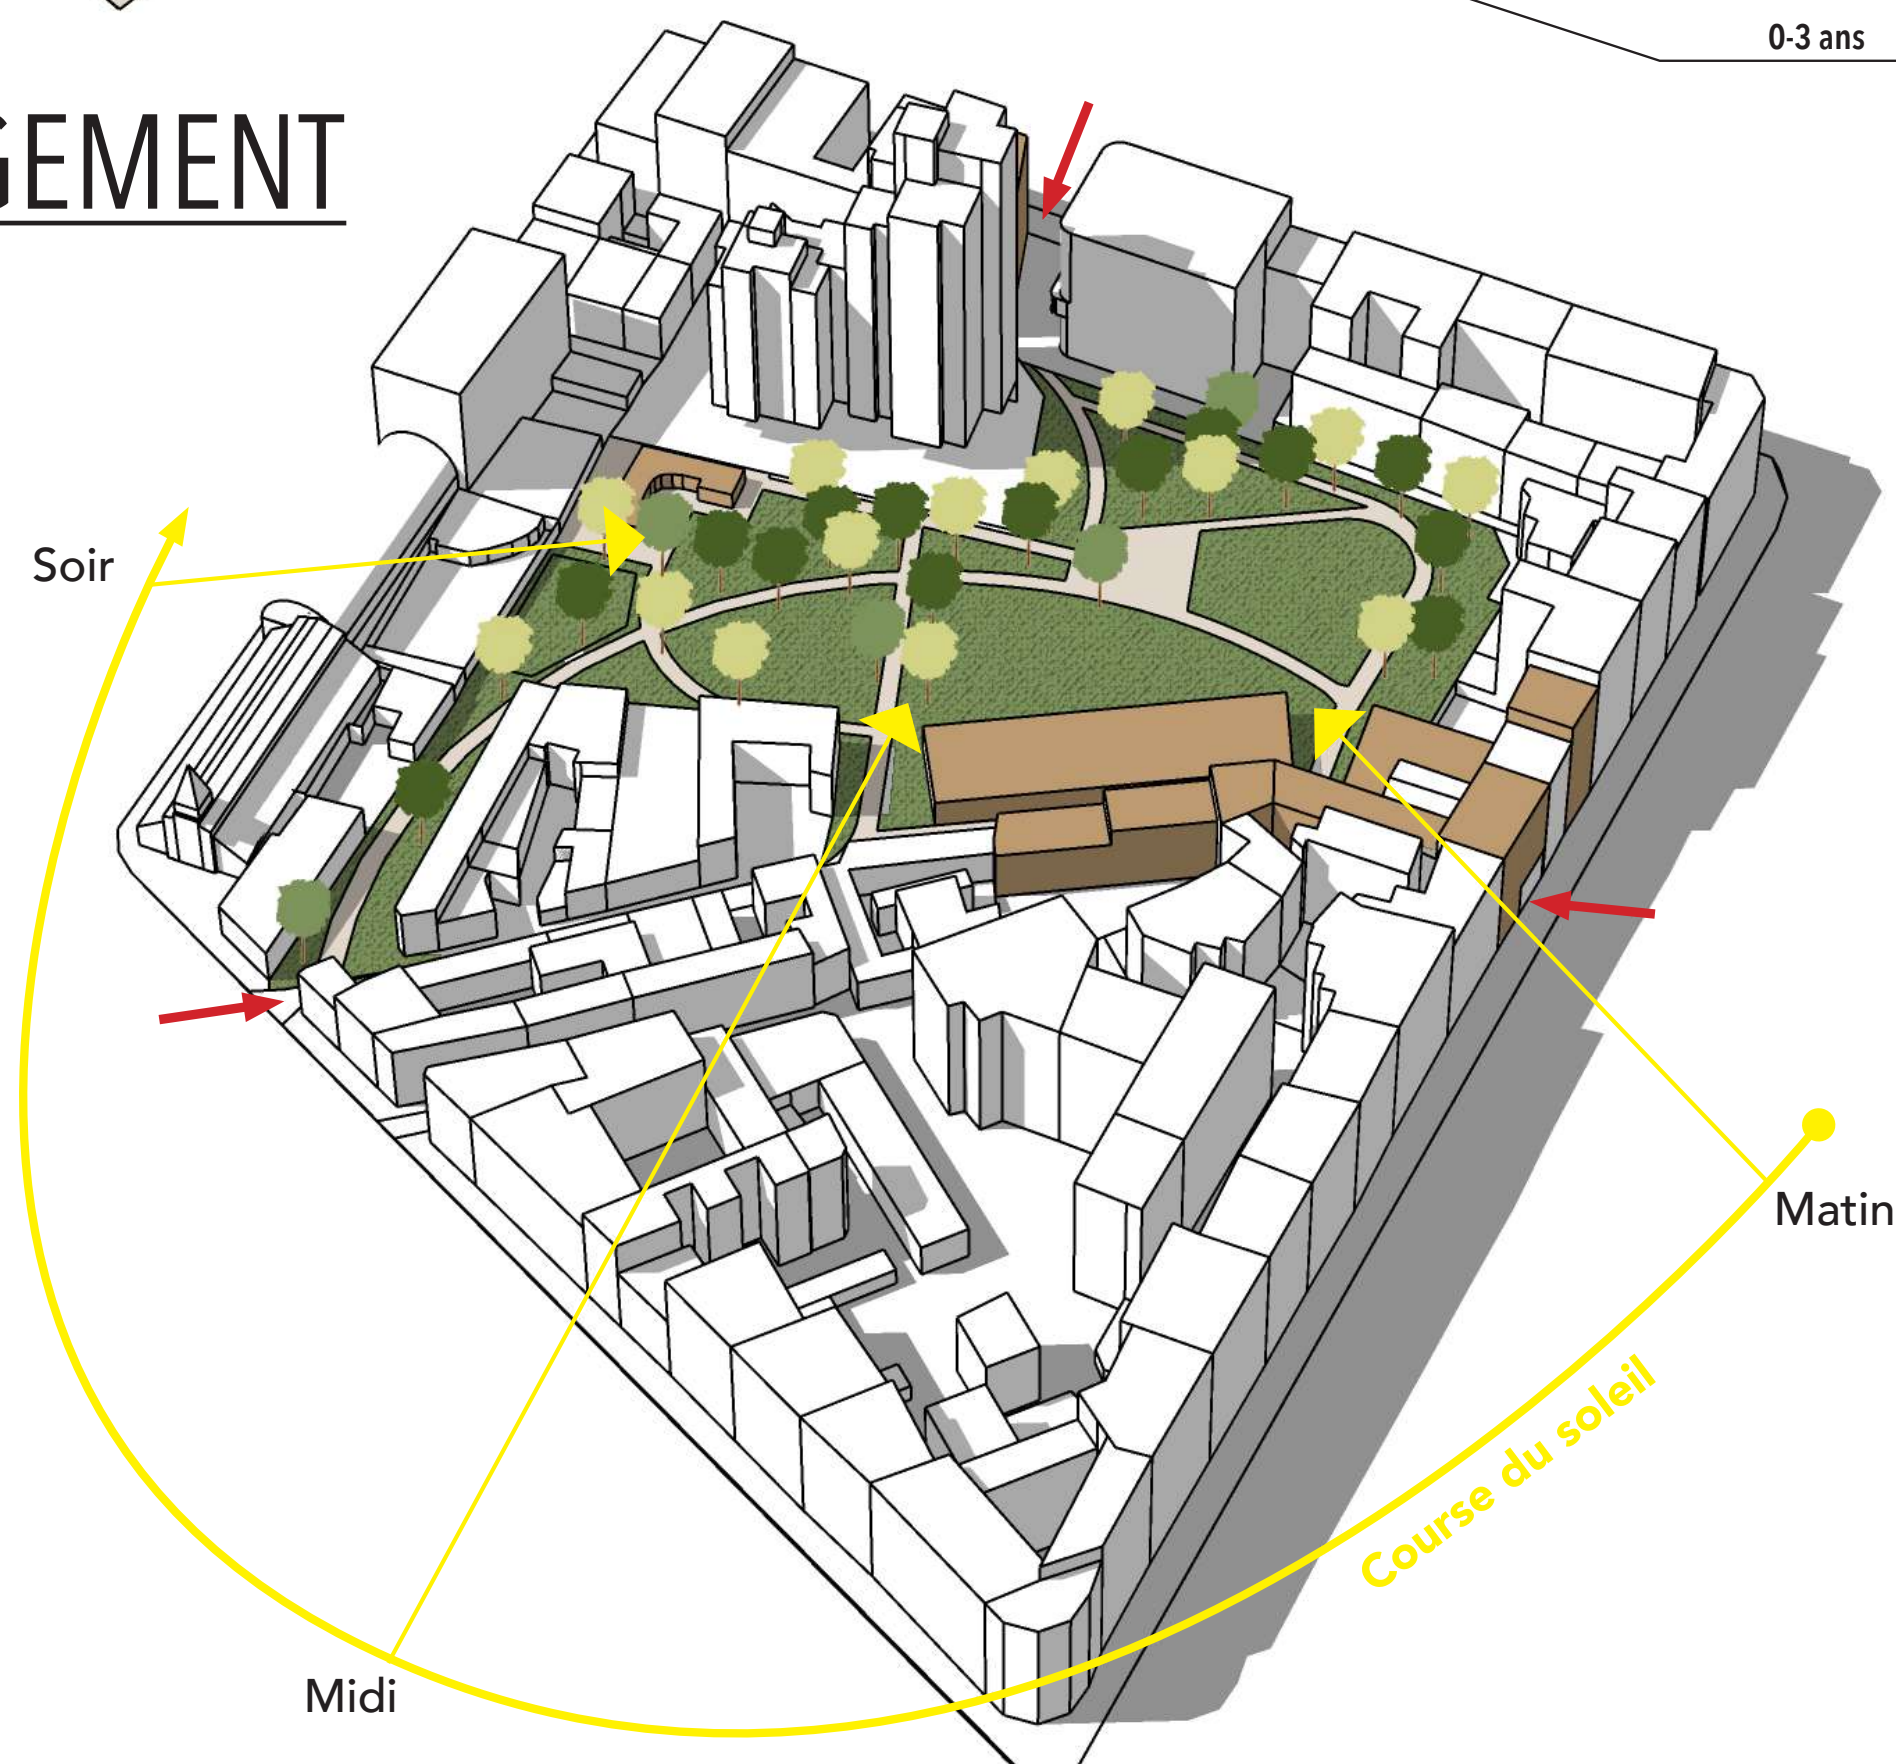 0-3 ans
GEMENT
Soir
Matin
Course du soleil
Midi